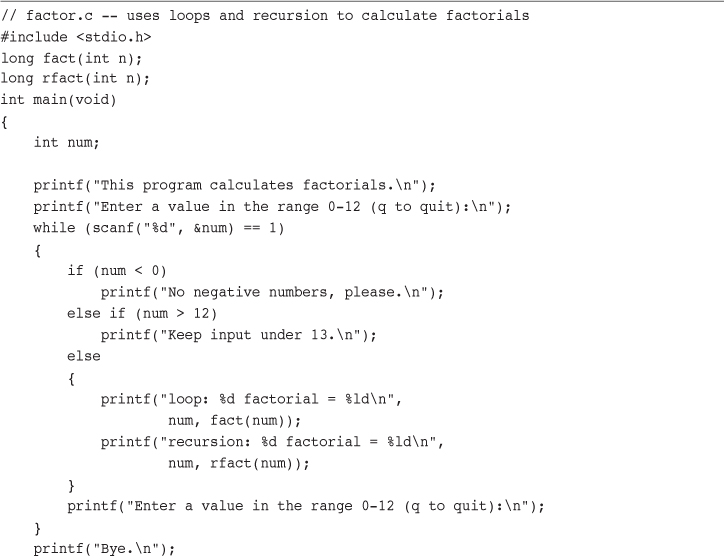 // factor.c -- uses loops and recursion to calculate factorials
#include <stdio.h>
long fact(int n);
long rfact(int n);
int main(void)
{
    int num;

    printf("This program calculates factorials.\n");
    printf("Enter a value in the range 0-12 (q to quit):\n");
    while (scanf("%d", &num) == 1)
    {
        if (num < 0)
            printf("No negative numbers, please.\n");
        else if (num > 12)
            printf("Keep input under 13.\n");
        else
        {
            printf("loop: %d factorial = %ld\n",
                    num, fact(num));
            printf("recursion: %d factorial = %ld\n",
                    num, rfact(num));
        }
        printf("Enter a value in the range 0-12 (q to quit):\n");
    }
    printf("Bye.\n");